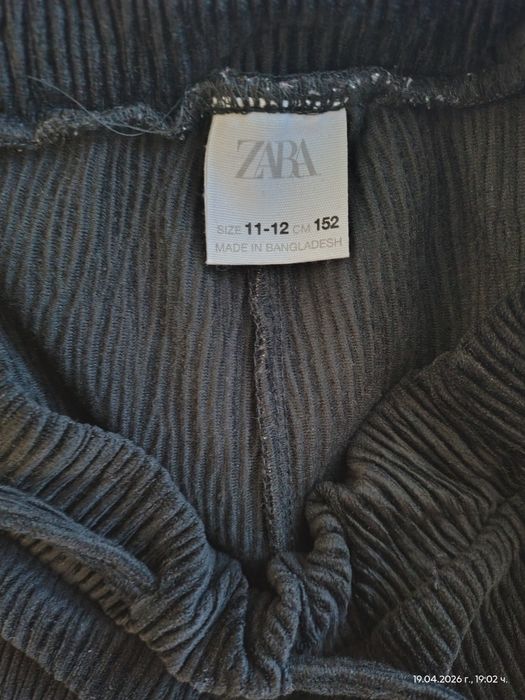 ZARA
SIZE 11-12 CM 152
MADE IN BANGLADESH
19.04.2026 г., 19:02 ч.